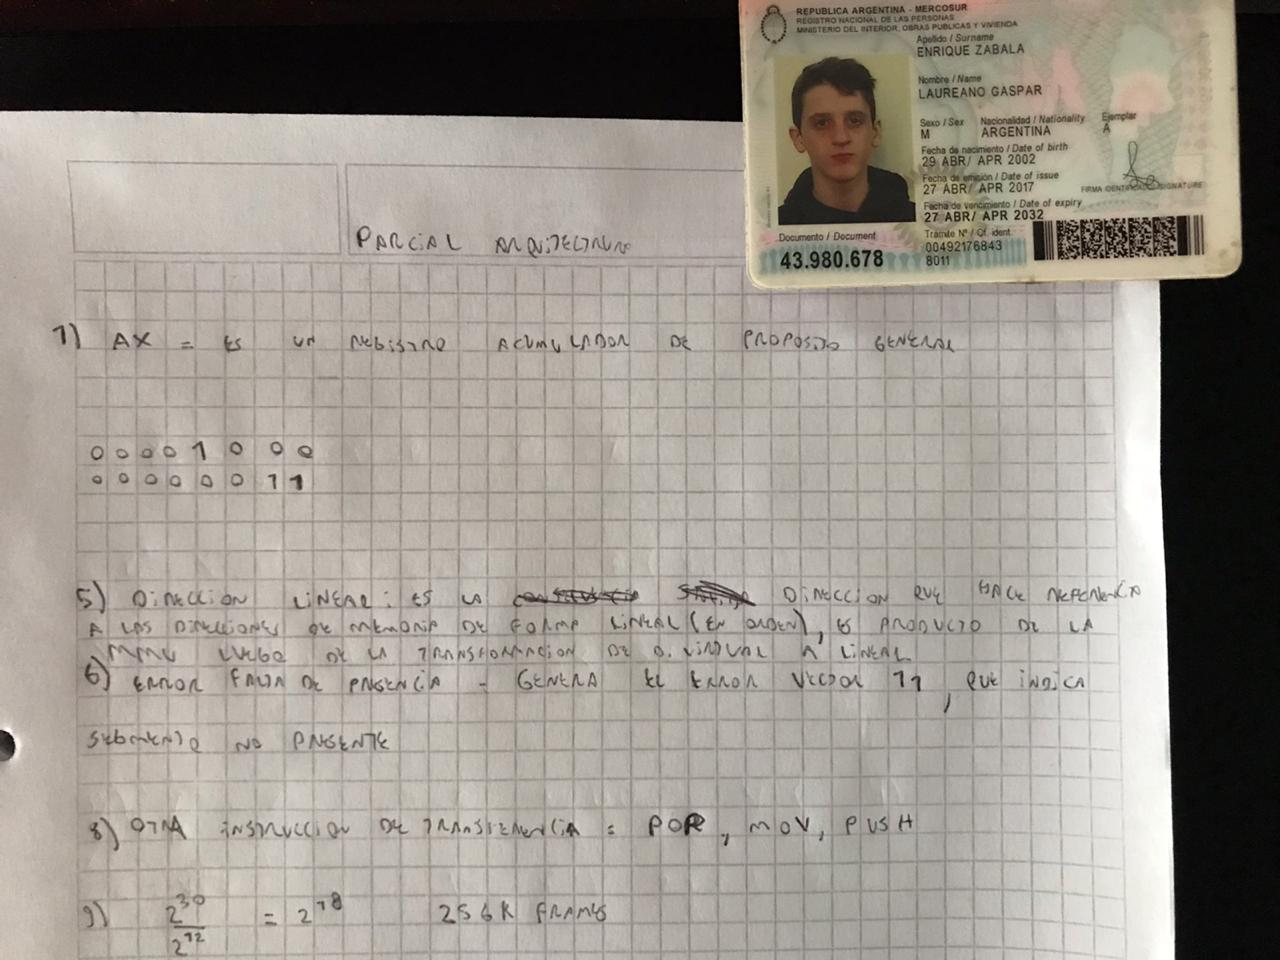 REPUBLICA ARGENTINA - MERCOSUR
REGISTRO NACIONAL DE LAS PERSONAS
MINISTERIO DEL INTERIOR, OBRAS PUBLICAS Y VIVIENDA
Apellido / Surname
ENRIQUE ZABALA
Nombre / Name
LAUREANO GASPAR
Sexo / Sex Nacionalidad / Nationality Ejemplar
M ARGENTINA A
Fecha de nacimiento / Date of birth
29 ABR/ APR 2002
Fecha de emisión / Date of issue
27 ABR/ APR 2017
Fecha de vencimiento / Date of expiry
27 ABR/ APR 2032
Documento / Document
43.980.678
Trámite Nº / Of. ident.
00492176843
8011
PARCIAL ARQUITECTURA
1) AX = ES UN REGISTRO ACUMULADOR DE PROPOSITO GENERAL
0 0 0 0 1 0 0 0
0 0 0 0 0 0 1 1
5) DIRECCION LINEAL: ES LA DIRECCION QUE HACE REFERENCIA
A LAS DIRECCIONES DE MEMORIA DE FORMA LINEAL (EN ORDEN), ES PRODUCTO DE LA
MMU LUEGO DE LA TRANSFORMACION DE D. VIRTUAL A LINEAL
6) ERROR FALTA DE PRESENCIA - GENERA EL ERROR VECTOR 11, QUE INDICA
SEGMENTO NO PRESENTE
8) OTRA INSTRUCCION DE TRANSFERENCIA = POP, MOV, PUSH
9) 2^30 / 2^12 = 2^18 256K FRAMES